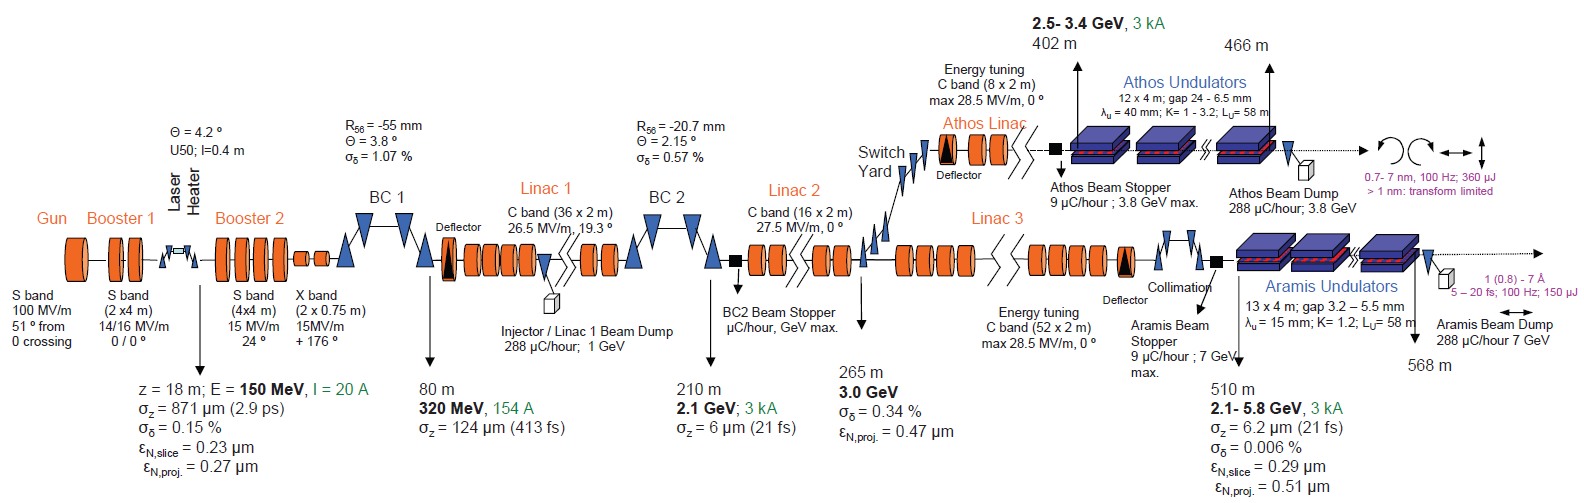 2.5- 3.4 GeV, 3 kA
402 m
466 m
Energy tuning
C band (8 x 2 m)
max 28.5 MV/m, 0 º
Athos Linac
Athos Undulators
12 x 4 m; gap 24 - 6.5 mm
λu = 40 mm; K= 1 - 3.2; LU= 58 m
Θ = 4.2 º
U50; l=0.4 m
R56 = -55 mm
Θ = 3.8 º
σδ = 1.07 %
R56 = -20.7 mm
Θ = 2.15 º
σδ = 0.57 %
Switch
Yard
Deflector
Athos Beam Stopper
9 µC/hour ; 3.8 GeV max.
Athos Beam Dump
288 µC/hour; 3.8 GeV
0.7- 7 nm, 100 Hz; 360 µJ
> 1 nm: transform limited
Gun
Booster 1
Laser
Heater
Booster 2
BC 1
Deflector
Linac 1
C band (36 x 2 m)
26.5 MV/m, 19.3 º
BC 2
Linac 2
C band (16 x 2 m)
27.5 MV/m, 0 º
Linac 3
S band
100 MV/m
51 º from
0 crossing
S band
(2 x4 m)
14/16 MV/m
0 / 0 º
S band
(4x4 m)
15 MV/m
24 º
X band
(2 x 0.75 m)
15MV/m
+ 176 º
Injector / Linac 1 Beam Dump
288 µC/hour;  1 GeV
BC2 Beam Stopper
µC/hour, GeV max.
Energy tuning
C band (52 x 2 m)
max 28.5 MV/m, 0 º
Deflector
Collimation
Aramis Beam
Stopper
9 µC/hour ; 7 GeV
max.
Aramis Undulators
13 x 4 m; gap 3.2 – 5.5 mm
λu = 15 mm; K= 1.2; LU= 58 m
1 (0.8) - 7 Å
5 – 20 fs; 100 Hz; 150 µJ
Aramis Beam Dump
288 µC/hour 7 GeV
z = 18 m; E = 150 MeV, I = 20 A
σz = 871 µm (2.9 ps)
σδ = 0.15 %
εN,slice = 0.23 µm
εN,proj. = 0.27 µm
80 m
320 MeV, 154 A
σz = 124 µm (413 fs)
210 m
2.1 GeV; 3 kA
σz = 6 µm (21 fs)
265 m
3.0 GeV
σδ = 0.34 %
εN,proj. = 0.47 µm
510 m
2.1- 5.8 GeV, 3 kA
σz = 6.2 µm (21 fs)
σδ = 0.006 %
εN,slice = 0.29 µm
εN,proj. = 0.51 µm
568 m